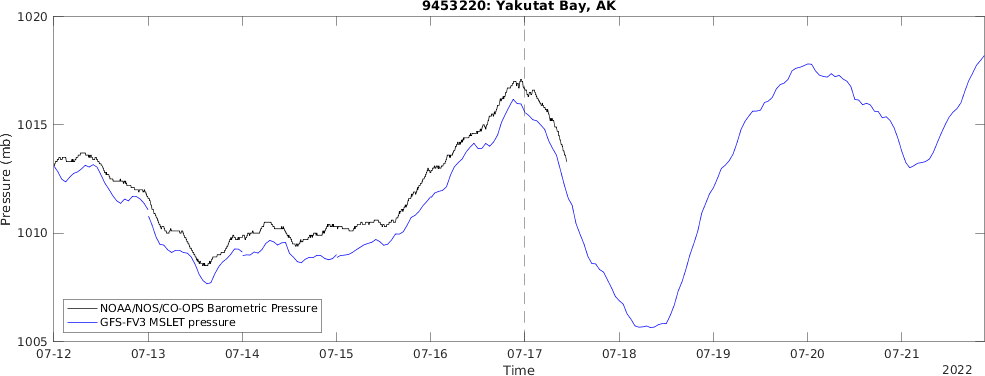 9453220: Yakutat Bay, AK
Pressure (mb)
1020
1015
1010
1005
NOAA/NOS/CO-OPS Barometric Pressure
GFS-FV3 MSLET pressure
07-12 07-13 07-14 07-15 07-16 07-17 07-18 07-19 07-20 07-21
Time
2022